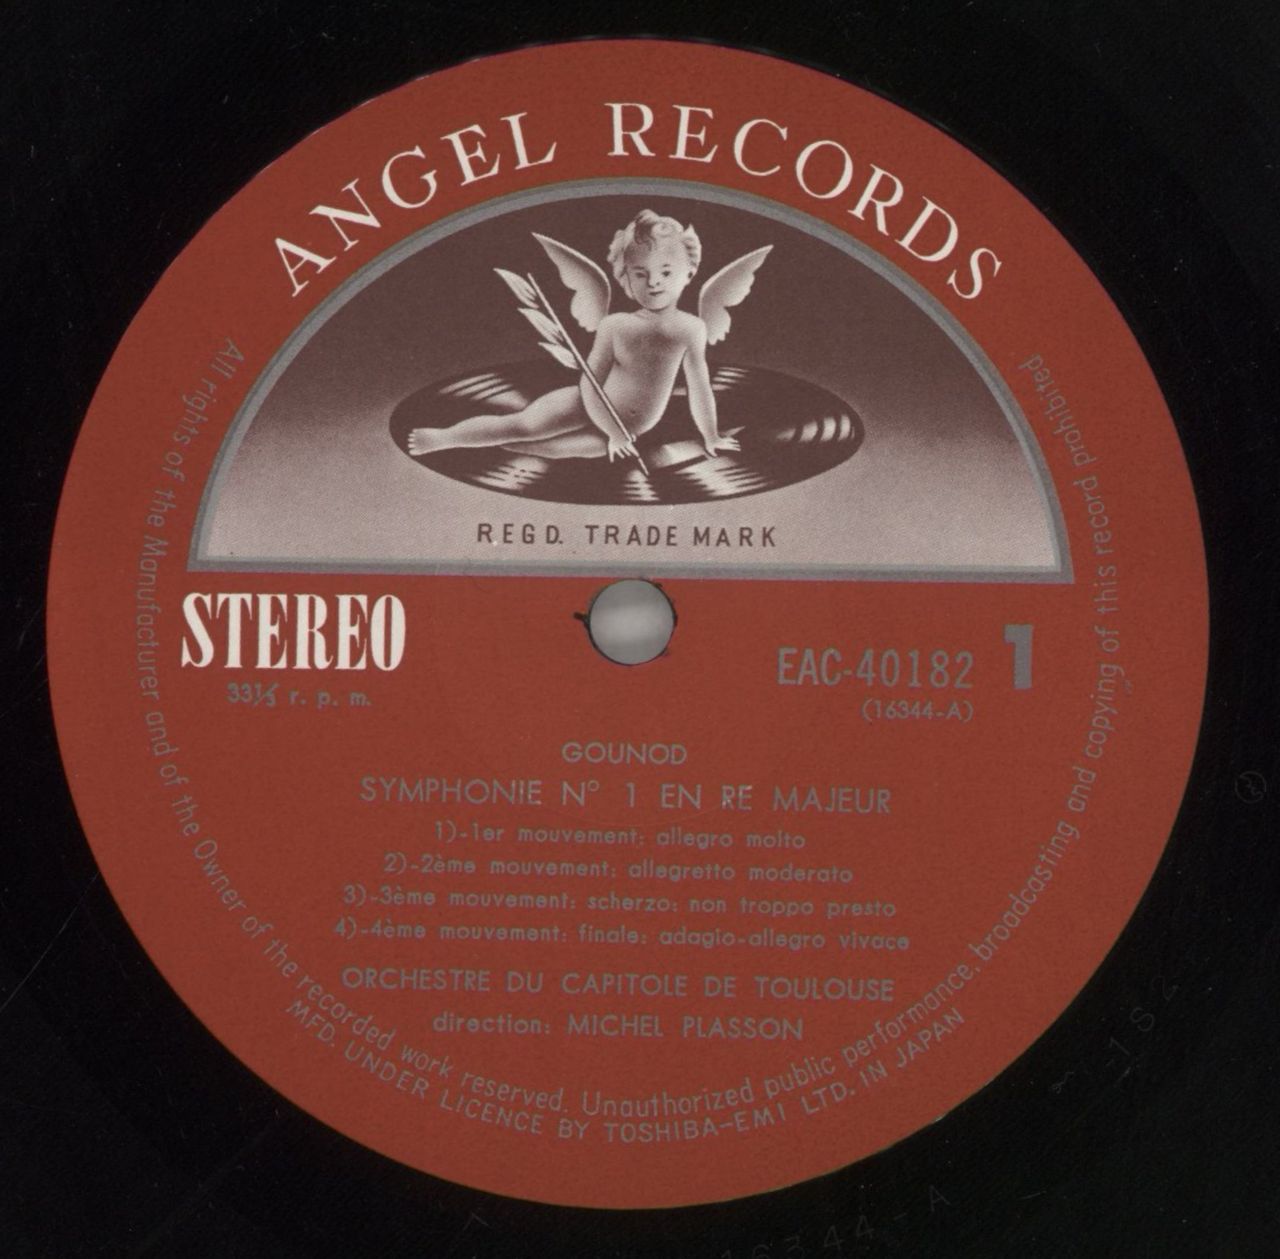 ANGEL RECORDS
REGD. TRADE MARK
STEREO
33⅓ r. p. m.
EAC-40182 1
(16344-A)
GOUNOD
SYMPHONIE N° 1 EN RE MAJEUR
1)-1er mouvement: allegro molto
2)-2ème mouvement: allegretto moderato
3)-3ème mouvement: scherzo: non troppo presto
4)-4ème mouvement: finale: adagio-allegro vivace
ORCHESTRE DU CAPITOLE DE TOULOUSE
direction: MICHEL PLASSON
All rights of the Manufacturer and of the Owner of the recorded work reserved. Unauthorized public performance, broadcasting and copying of this record prohibited
MFD. UNDER LICENCE BY TOSHIBA-EMI LTD. IN JAPAN
16344-A